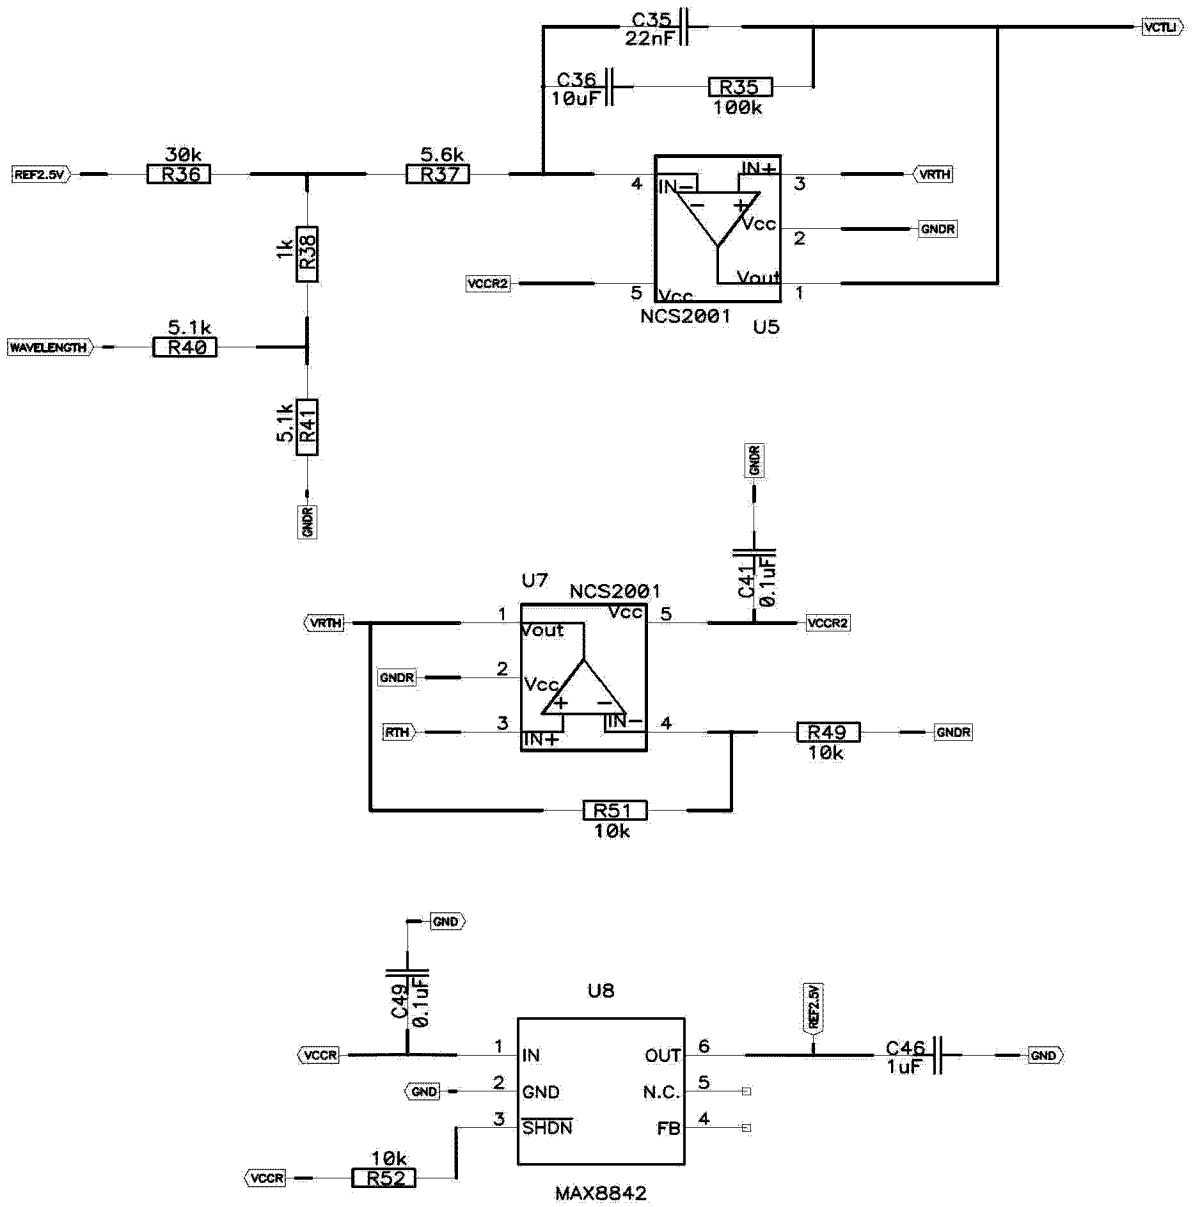 C35
22nF
VCTLI
C36
10uF
R35
100k
30k
R36
REF2.5V
5.6k
R37
4
IN-
IN+
3
VRTH
-
+
Vcc
2
GNDR
1k
R38
VCCR2
5
Vcc
Vout
1
NCS2001
U5
WAVELENGTH
5.1k
R40
5.1k
R41
GNDR
GNDR
C41
0.1uF
U7
NCS2001
VRTH
1
Vout
Vcc
5
VCCR2
GNDR
2
Vcc
+
-
RTH
3
IN+
IN-
4
R49
10k
GNDR
R51
10k
GND
C49
0.1uF
U8
REF2.5V
VCCR
1
IN
OUT
6
C46
1uF
GND
GND
2
GND
N.C.
5
3
SHDN
FB
4
VCCR
10k
R52
MAX8842